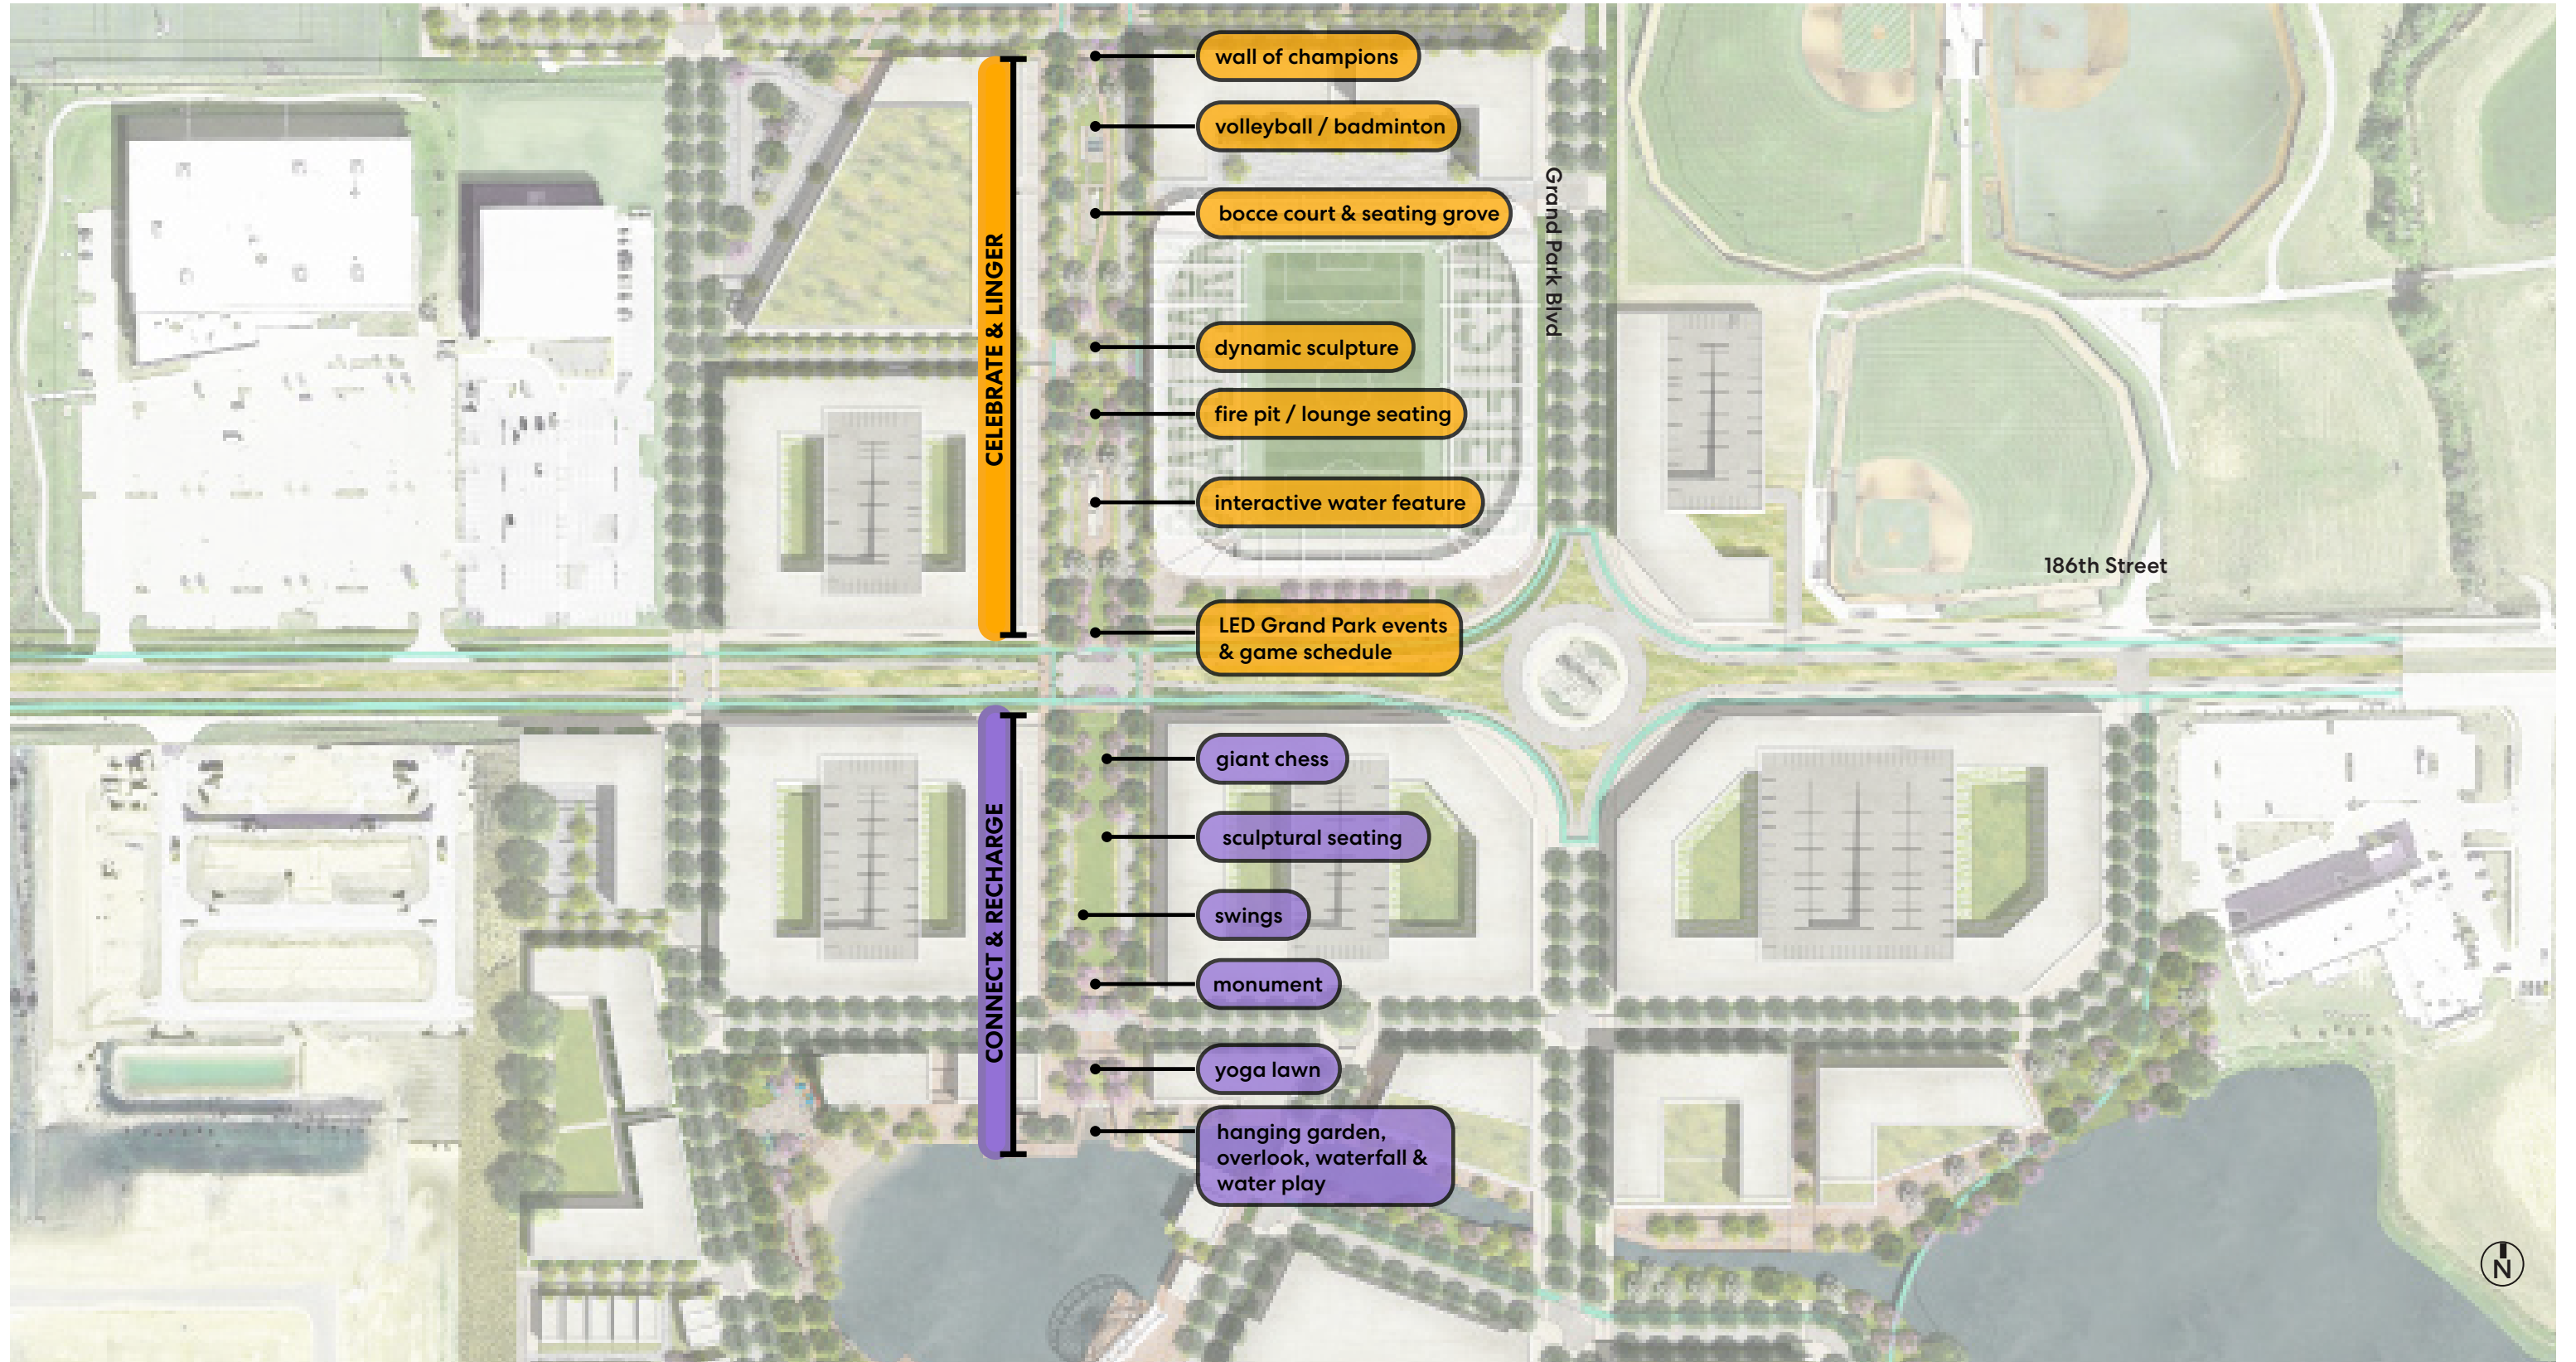 wall of champions
volleyball / badminton
bocce court & seating grove
CELEBRATE & LINGER
Grand Park Blvd
dynamic sculpture
fire pit / lounge seating
interactive water feature
186th Street
LED Grand Park events
& game schedule
giant chess
sculptural seating
CONNECT & RECHARGE
swings
monument
yoga lawn
hanging garden,
overlook, waterfall &
water play
N